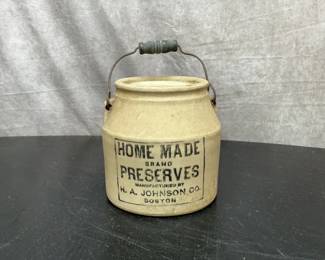 HOME MADE
BRAND
PRESERVES
MANUFACTURED BY
H. A. JOHNSON CO.
BOSTON